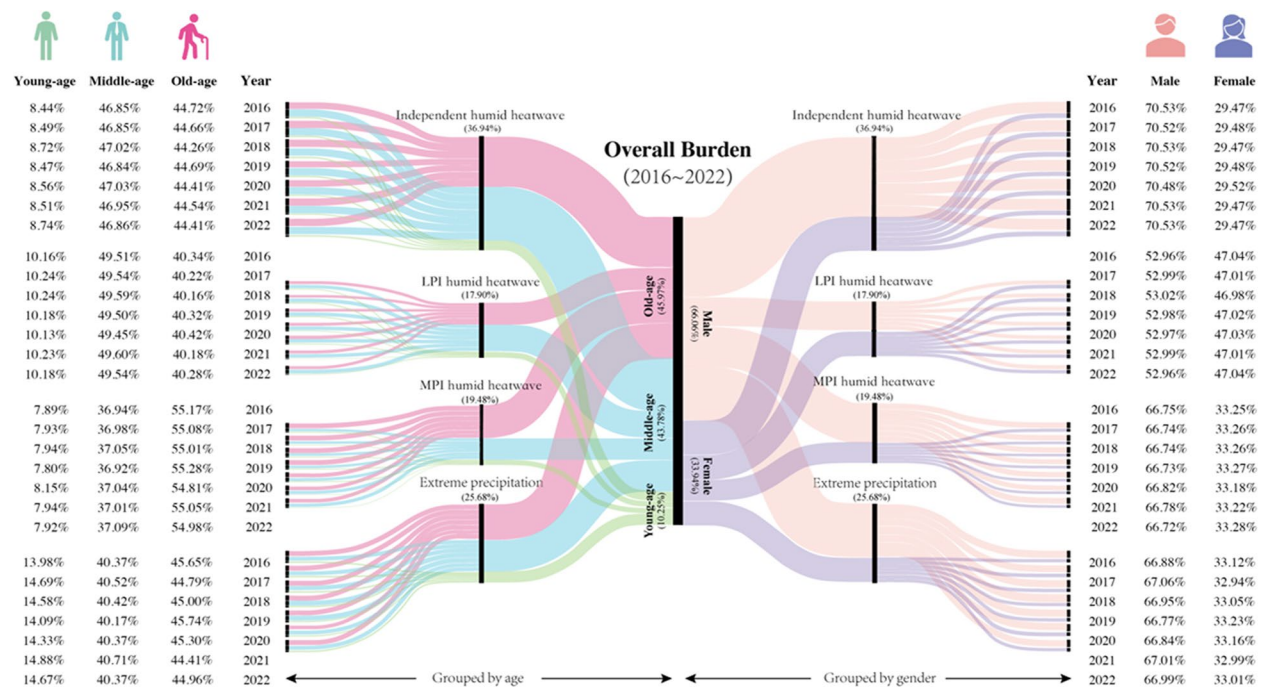 Young-age Middle-age Old-age Year
8.44% 46.85% 44.72% 2016
8.49% 46.85% 44.66% 2017
8.72% 47.02% 44.26% 2018
8.47% 46.84% 44.69% 2019
8.56% 47.03% 44.41% 2020
8.51% 46.95% 44.54% 2021
8.74% 46.86% 44.41% 2022
10.16% 49.51% 40.34% 2016
10.24% 49.54% 40.22% 2017
10.24% 49.59% 40.16% 2018
10.18% 49.50% 40.32% 2019
10.13% 49.45% 40.42% 2020
10.23% 49.60% 40.18% 2021
10.18% 49.54% 40.28% 2022
7.89% 36.94% 55.17% 2016
7.93% 36.98% 55.08% 2017
7.94% 37.05% 55.01% 2018
7.80% 36.92% 55.28% 2019
8.15% 37.04% 54.81% 2020
7.94% 37.01% 55.05% 2021
7.92% 37.09% 54.98% 2022
13.98% 40.37% 45.65% 2016
14.69% 40.52% 44.79% 2017
14.58% 40.42% 45.00% 2018
14.09% 40.17% 45.74% 2019
14.33% 40.37% 45.30% 2020
14.88% 40.71% 44.41% 2021
14.67% 40.37% 44.96% 2022
Independent humid heatwave
(36.94%)
LPI humid heatwave
(17.90%)
MPI humid heatwave
(19.48%)
Extreme precipitation
(25.68%)
Grouped by age
Overall Burden
(2016~2022)
Old-age
(45.97%)
Middle-age
(43.78%)
Young-age
(10.25%)
Male
(66.06%)
Female
(33.94%)
Independent humid heatwave
(36.94%)
LPI humid heatwave
(17.90%)
MPI humid heatwave
(19.48%)
Extreme precipitation
(25.68%)
Grouped by gender
Year Male Female
2016 70.53% 29.47%
2017 70.52% 29.48%
2018 70.53% 29.47%
2019 70.52% 29.48%
2020 70.48% 29.52%
2021 70.53% 29.47%
2022 70.53% 29.47%
2016 52.96% 47.04%
2017 52.99% 47.01%
2018 53.02% 46.98%
2019 52.98% 47.02%
2020 52.97% 47.03%
2021 52.99% 47.01%
2022 52.96% 47.04%
2016 66.75% 33.25%
2017 66.74% 33.26%
2018 66.74% 33.26%
2019 66.73% 33.27%
2020 66.82% 33.18%
2021 66.78% 33.22%
2022 66.72% 33.28%
2016 66.88% 33.12%
2017 67.06% 32.94%
2018 66.95% 33.05%
2019 66.77% 33.23%
2020 66.84% 33.16%
2021 67.01% 32.99%
2022 66.99% 33.01%